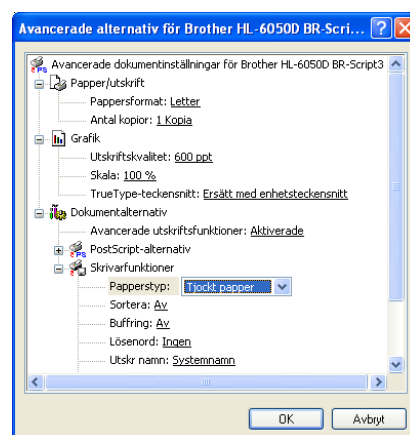 Avancerade alternativ för Brother HL-6050D BR-Scri...
Avancerade dokumentinställningar för Brother HL-6050D BR-Script3
Papper/utskrift
Pappersformat: Letter
Antal kopior: 1 Kopia
Grafik
Utskriftskvalitet: 600 ppt
Skala: 100 %
TrueType-teckensnitt: Ersätt med enhetsteckensnitt
Dokumentalternativ
Avancerade utskriftsfunktioner: Aktiverade
PostScript-alternativ
Skrivarfunktioner
Papperstyp: Tjockt papper
Sortera: Av
Buffring: Av
Lösenord: Ingen
Utskr namn: Systemnamn
OK Avbryt